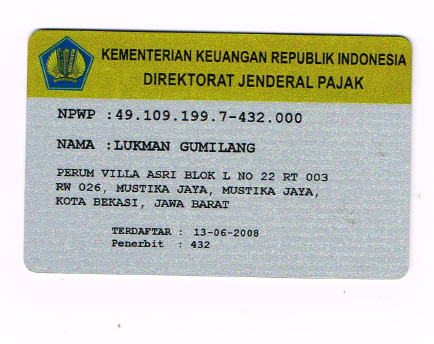 KEMENTERIAN KEUANGAN REPUBLIK INDONESIA
DIREKTORAT JENDERAL PAJAK
NPWP :49.109.199.7-432.000
NAMA :LUKMAN GUMILANG
PERUM VILLA ASRI BLOK L NO 22 RT 003
RW 026, MUSTIKA JAYA, MUSTIKA JAYA,
KOTA BEKASI, JAWA BARAT
TERDAFTAR : 13-06-2008
Penerbit : 432